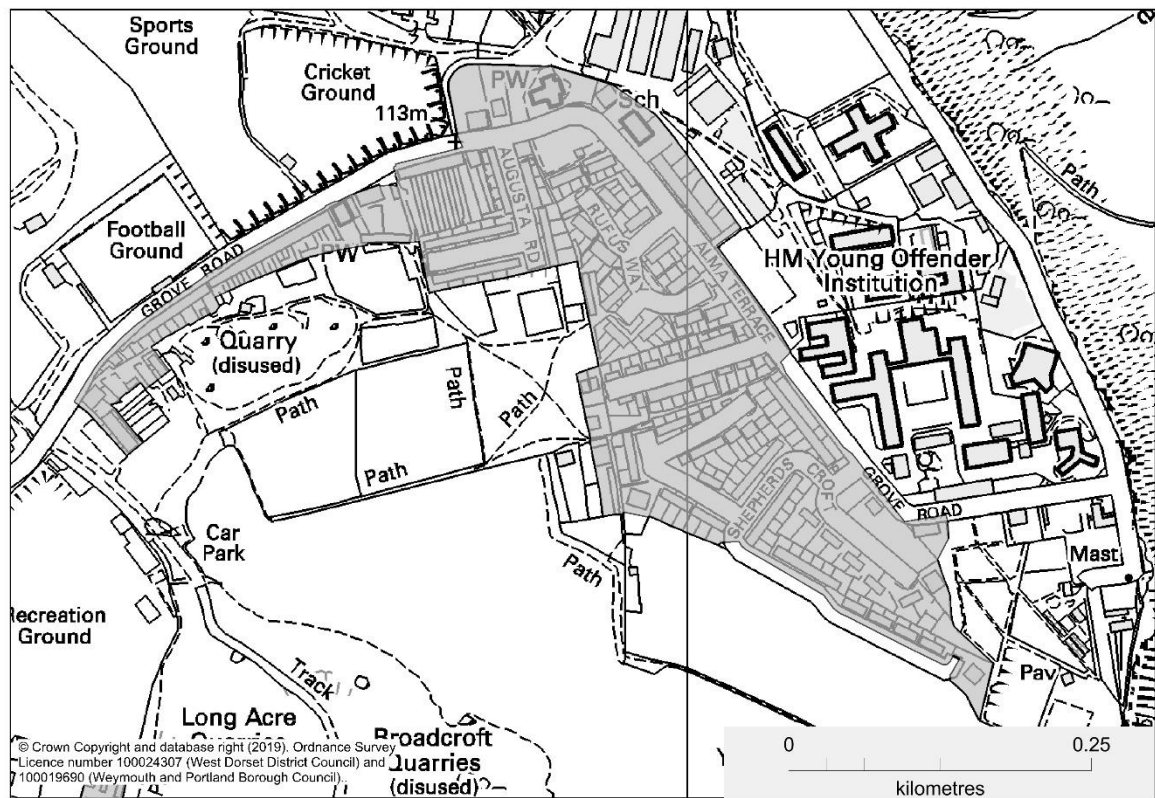 Sports
Ground
Cricket
Ground
113m
PW
Sch
Path
Football
Ground
GROVE ROAD
PW
AUGUSTA RD
RUFUS WAY
ALMA TERRACE
HM Young Offender
Institution
Quarry
(disused)
Path
Path
Path
Path
SHEPHERDS CROFT
GROVE ROAD
Car
Park
Path
Mast
Recreation
Ground
Track
Pav
Long Acre
Quarries
Broadcroft
Quarries
(disused)
© Crown Copyright and database right (2019). Ordnance Survey
Licence number 100024307 (West Dorset District Council) and
100019690 (Weymouth and Portland Borough Council).
0 0.25
kilometres